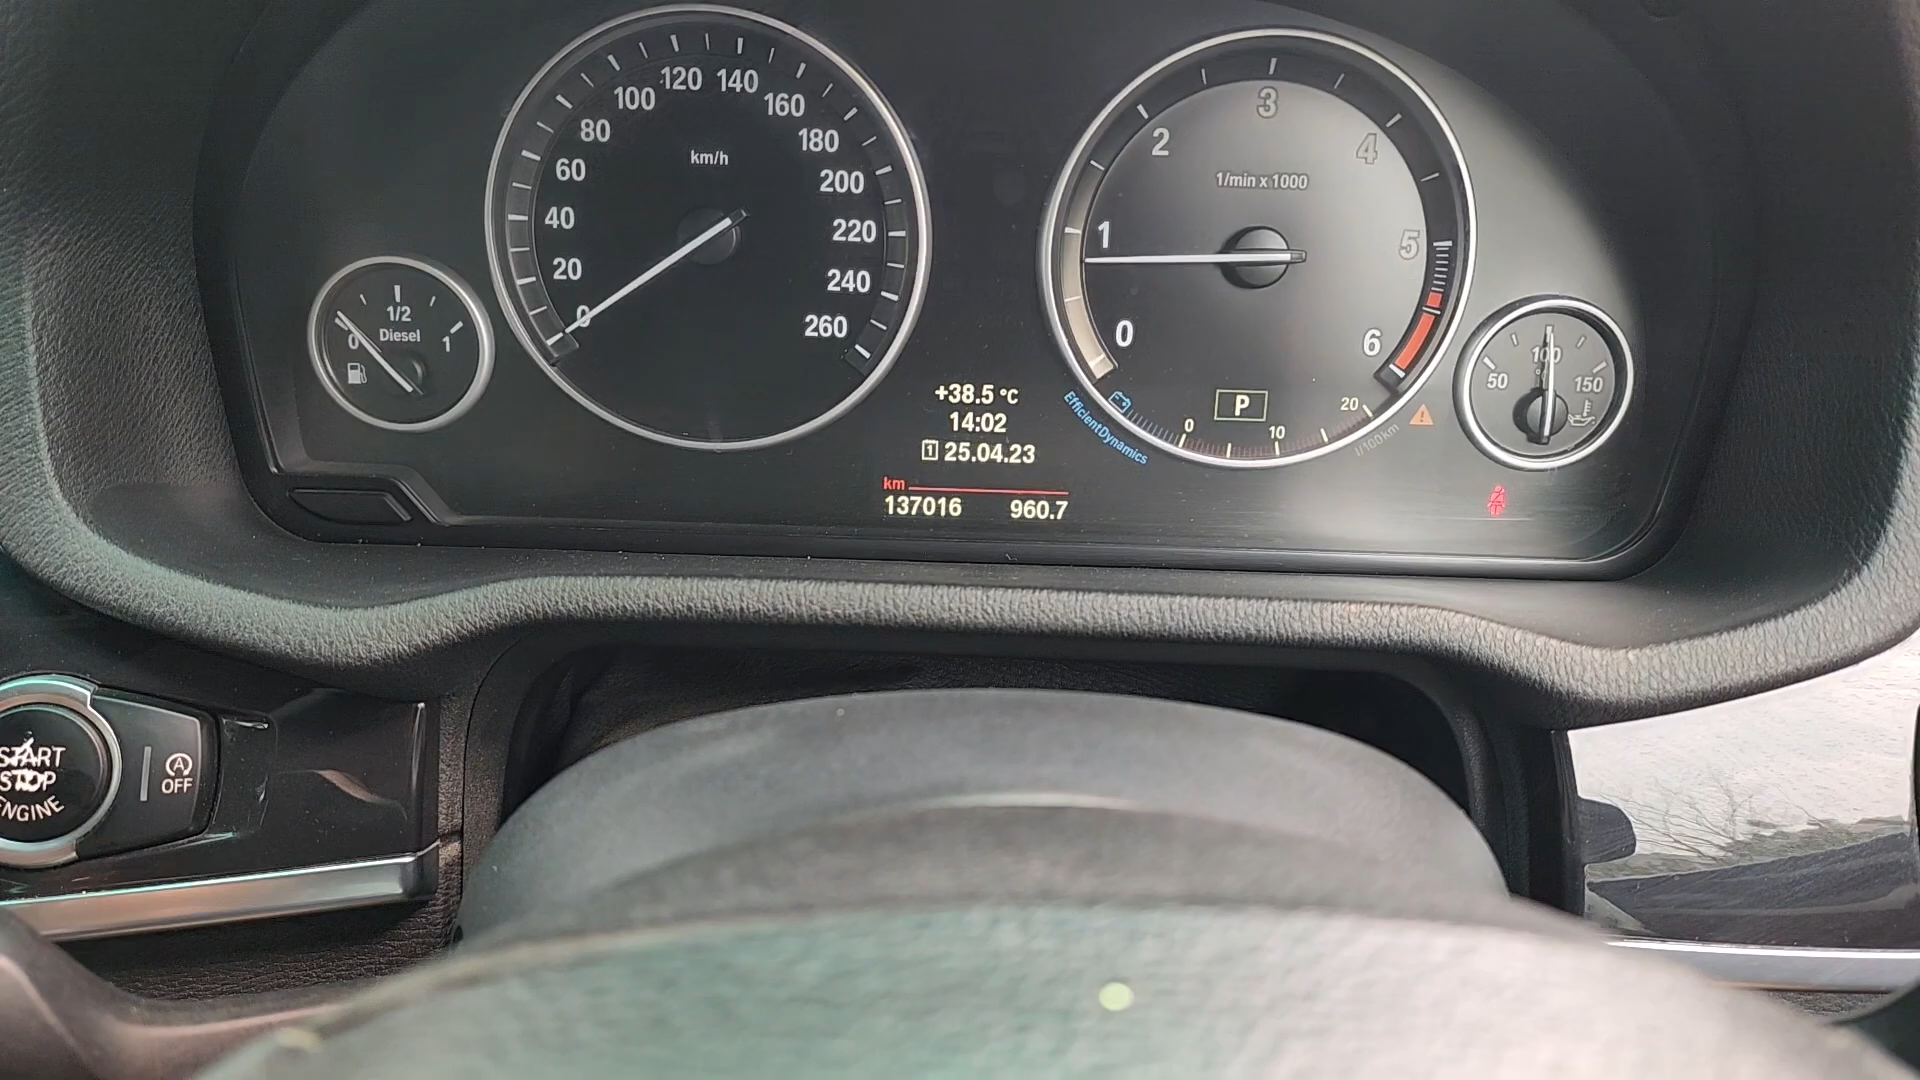 0
20
40
60
80
100
120
140
160
180
200
220
240
260
km/h
0
1/2
1
Diesel
+38.5 °C
14:02
1 25.04.23
km
137016 960.7
0
1
2
3
4
5
6
1/min x 1000
P
0
10
20
l/100km
EfficientDynamics
50
100
150
°C
START
STOP
ENGINE
A
OFF